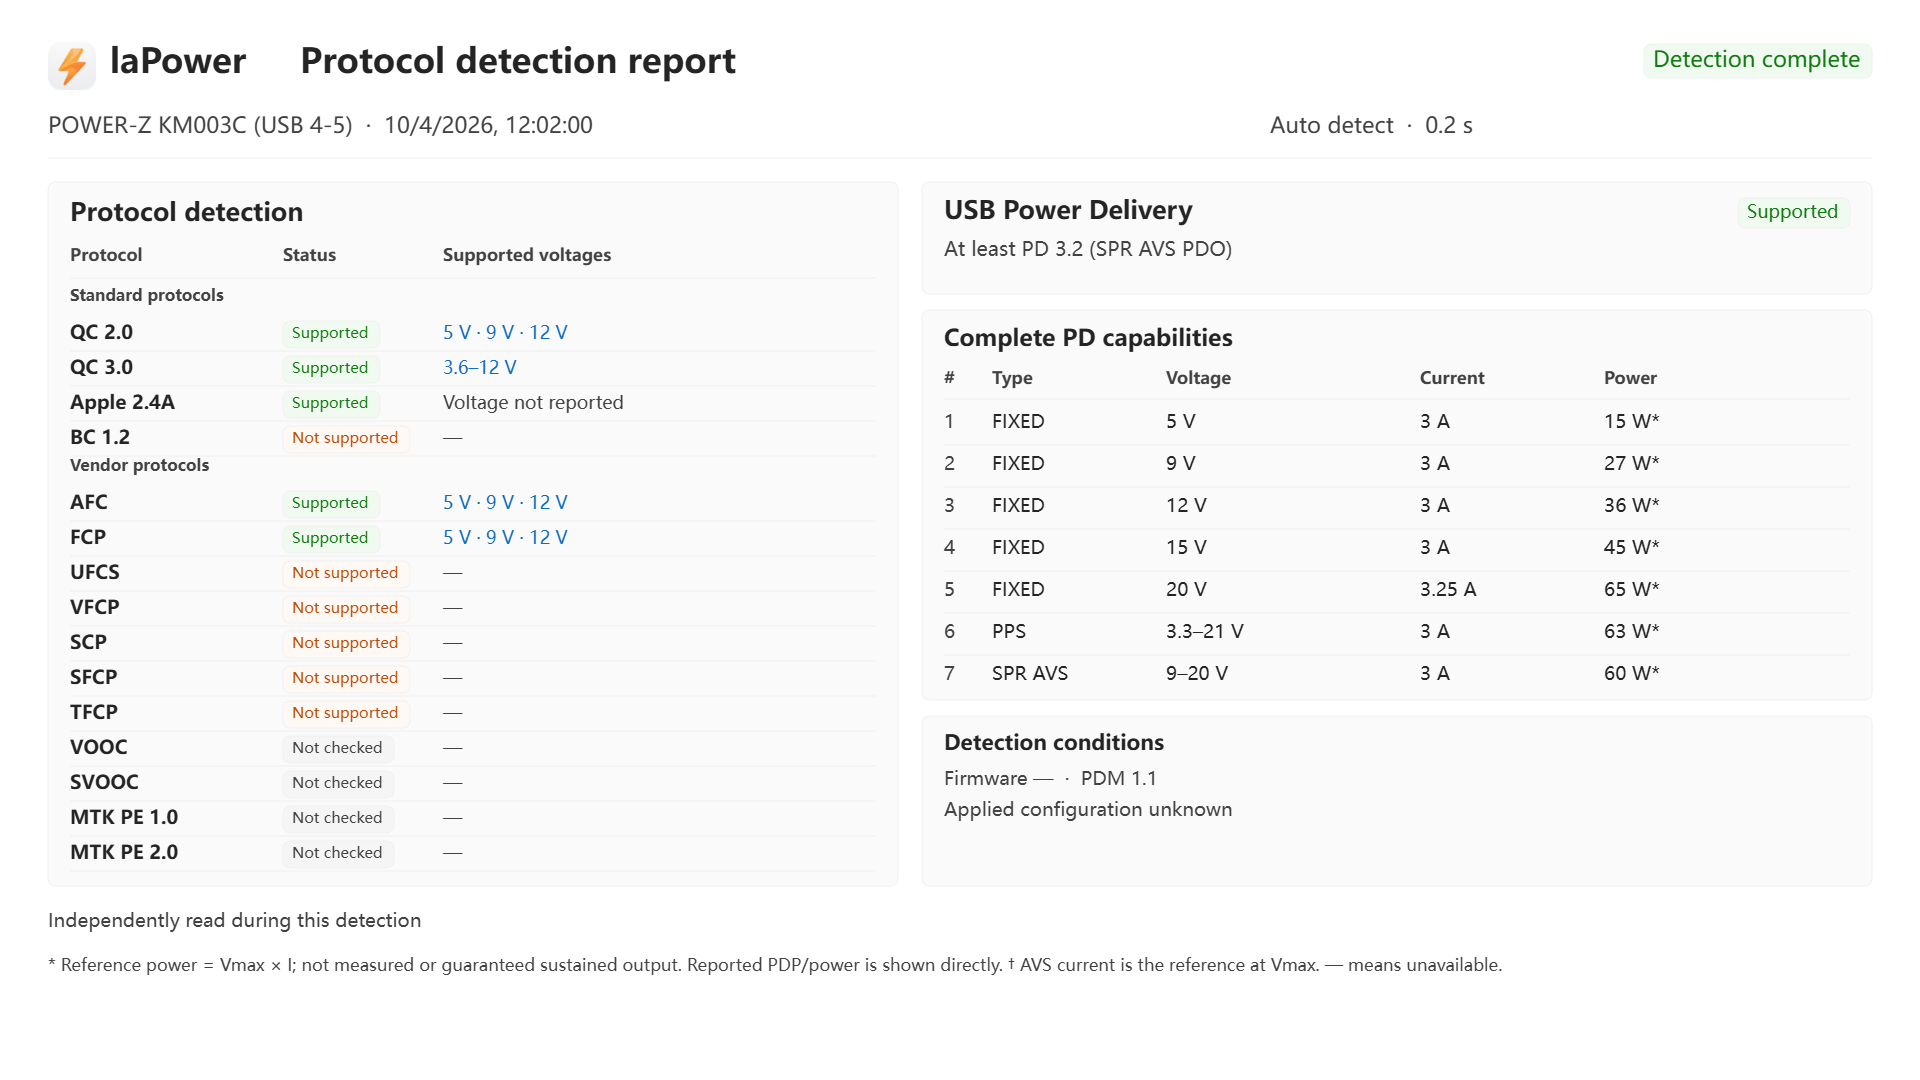 laPower Protocol detection report Detection complete
POWER-Z KM003C (USB 4-5) · 10/4/2026, 12:02:00 Auto detect · 0.2 s
Protocol detection
Protocol Status Supported voltages
Standard protocols
QC 2.0 Supported 5 V · 9 V · 12 V
QC 3.0 Supported 3.6–12 V
Apple 2.4A Supported Voltage not reported
BC 1.2 Not supported —
Vendor protocols
AFC Supported 5 V · 9 V · 12 V
FCP Supported 5 V · 9 V · 12 V
UFCS Not supported —
VFCP Not supported —
SCP Not supported —
SFCP Not supported —
TFCP Not supported —
VOOC Not checked —
SVOOC Not checked —
MTK PE 1.0 Not checked —
MTK PE 2.0 Not checked —
USB Power Delivery Supported
At least PD 3.2 (SPR AVS PDO)
Complete PD capabilities
# Type Voltage Current Power
1 FIXED 5 V 3 A 15 W*
2 FIXED 9 V 3 A 27 W*
3 FIXED 12 V 3 A 36 W*
4 FIXED 15 V 3 A 45 W*
5 FIXED 20 V 3.25 A 65 W*
6 PPS 3.3–21 V 3 A 63 W*
7 SPR AVS 9–20 V 3 A 60 W*
Detection conditions
Firmware — · PDM 1.1
Applied configuration unknown
Independently read during this detection
* Reference power = Vmax × I; not measured or guaranteed sustained output. Reported PDP/power is shown directly. † AVS current is the reference at Vmax. — means unavailable.